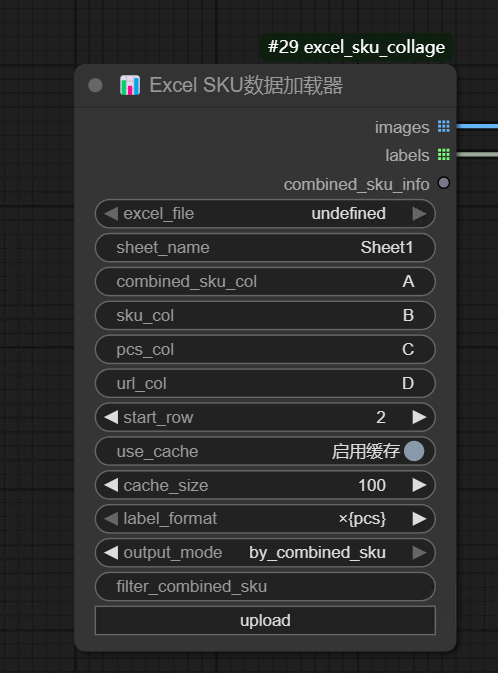 #29 excel_sku_collage
Excel SKU数据加载器
images
labels
combined_sku_info
excel_file undefined
sheet_name Sheet1
combined_sku_col A
sku_col B
pcs_col C
url_col D
start_row 2
use_cache 启用缓存
cache_size 100
label_format ×{pcs}
output_mode by_combined_sku
filter_combined_sku
upload